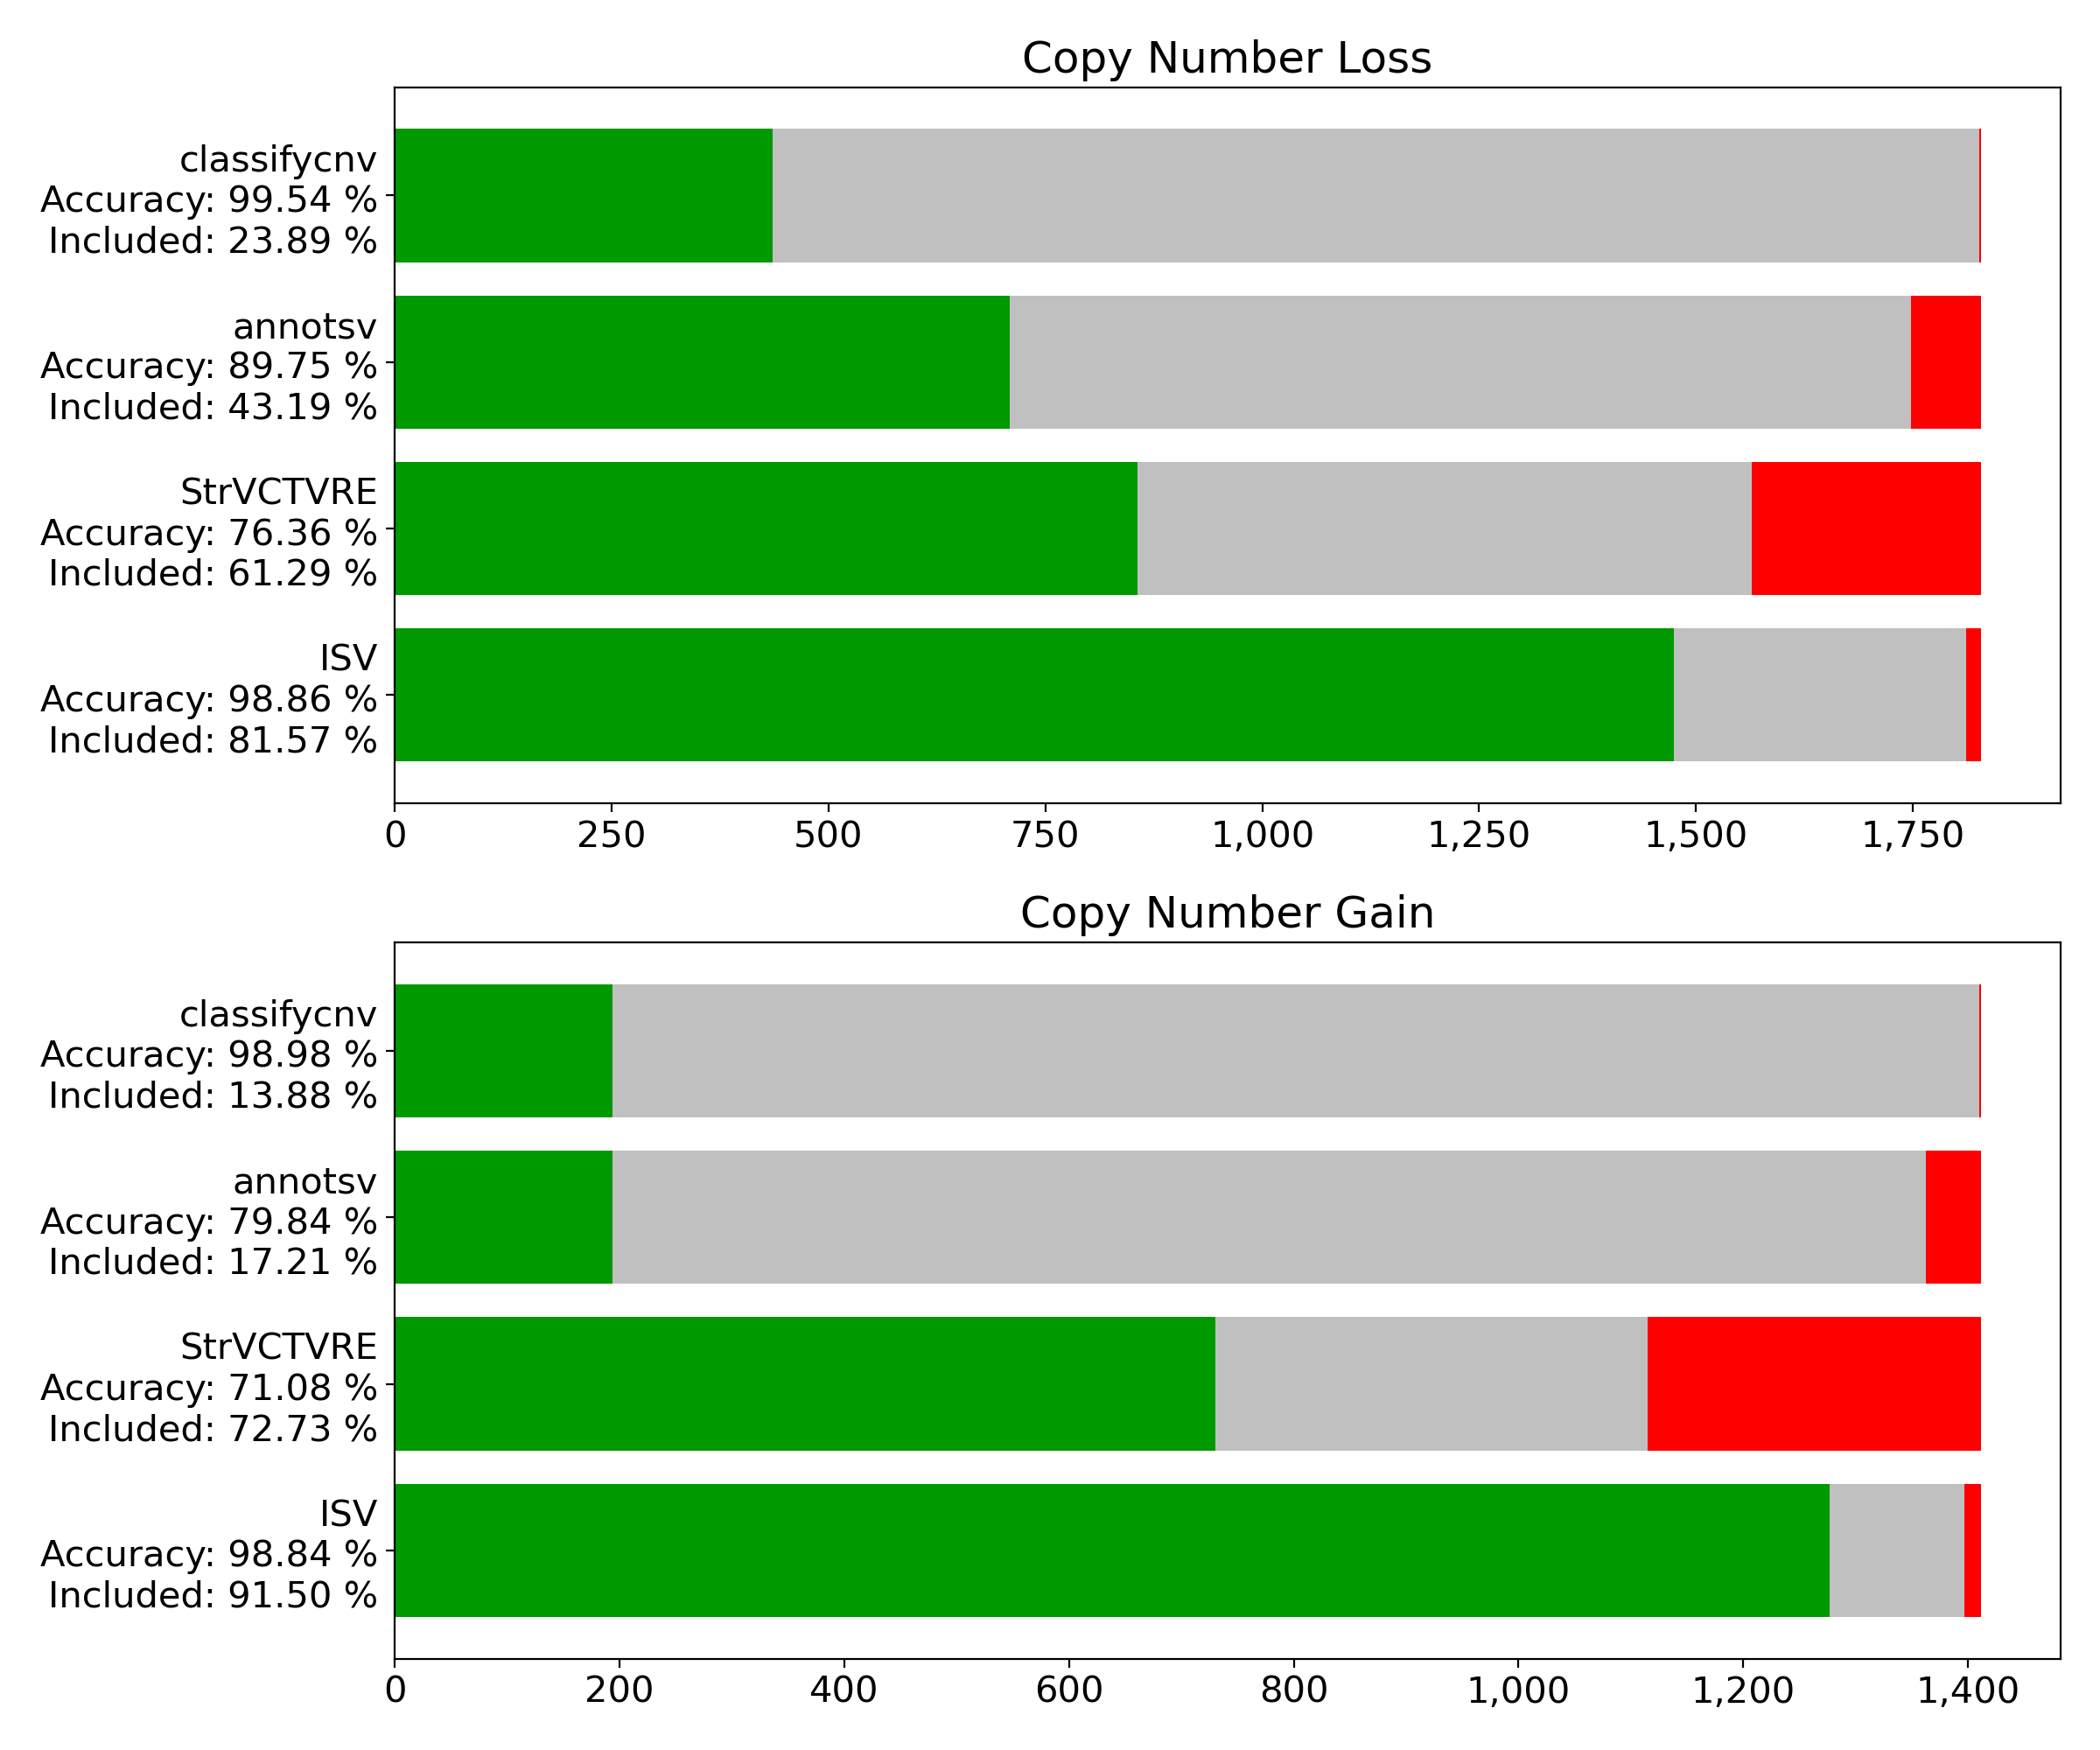 Copy Number Loss
classifycnv
Accuracy: 99.54 %
Included: 23.89 %
annotsv
Accuracy: 89.75 %
Included: 43.19 %
StrVCTVRE
Accuracy: 76.36 %
Included: 61.29 %
ISV
Accuracy: 98.86 %
Included: 81.57 %
0 250 500 750 1,000 1,250 1,500 1,750
Copy Number Gain
classifycnv
Accuracy: 98.98 %
Included: 13.88 %
annotsv
Accuracy: 79.84 %
Included: 17.21 %
StrVCTVRE
Accuracy: 71.08 %
Included: 72.73 %
ISV
Accuracy: 98.84 %
Included: 91.50 %
0 200 400 600 800 1,000 1,200 1,400